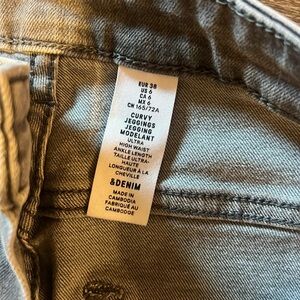 EUR 38
US 6
CA 6
MX 6
CN 165/72A
CURVY
JEGGINGS
JEGGING
MODELANT
ULTRA
HIGH WAIST
ANKLE LENGTH
TAILLE ULTRA-
HAUTE
LONGUEUR À LA
CHEVILLE
&DENIM
MADE IN
CAMBODIA
FABRIQUÉ AU
CAMBODGE